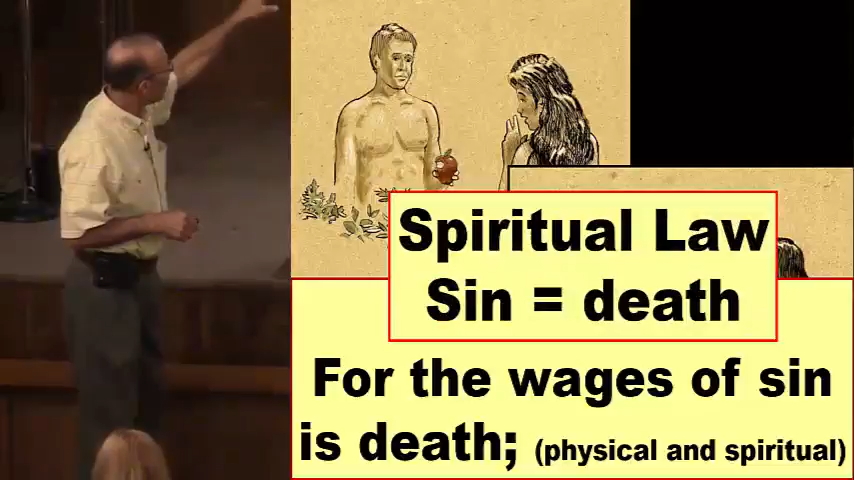 Spiritual Law
Sin = death
For the wages of sin
is death; (physical and spiritual)